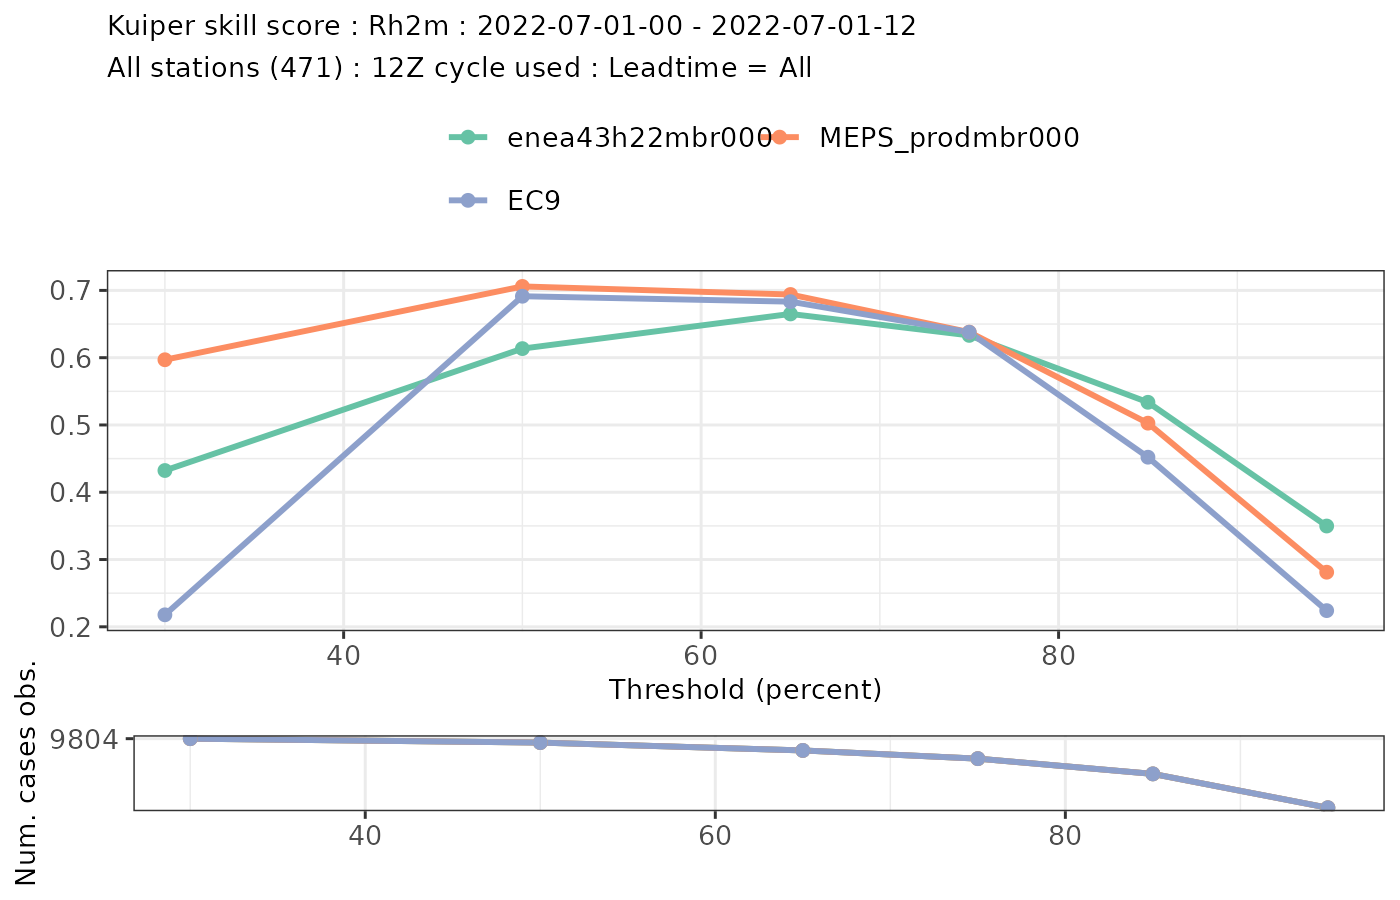 Kuiper skill score : Rh2m : 2022-07-01-00 - 2022-07-01-12
All stations (471) : 12Z cycle used : Leadtime = All
enea43h22mbr000 MEPS_prodmbr000
EC9
0.7
0.6
0.5
0.4
0.3
0.2
40 60 80
Threshold (percent)
Num. cases obs.
9804
40 60 80